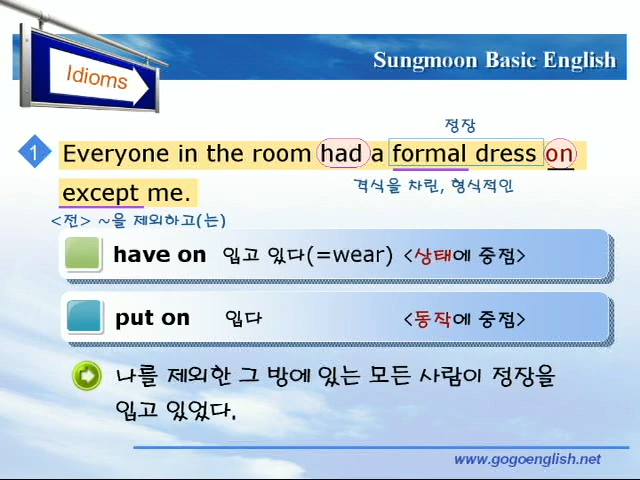 Idioms
Sungmoon Basic English
정장
1 Everyone in the room had a formal dress on
격식을 차린, 형식적인
except me.
<전> ~을 제외하고(는)
have on 입고 있다(=wear) <상태에 중점>
put on 입다 <동작에 중점>
나를 제외한 그 방에 있는 모든 사람이 정장을
입고 있었다.
www.gogoenglish.net